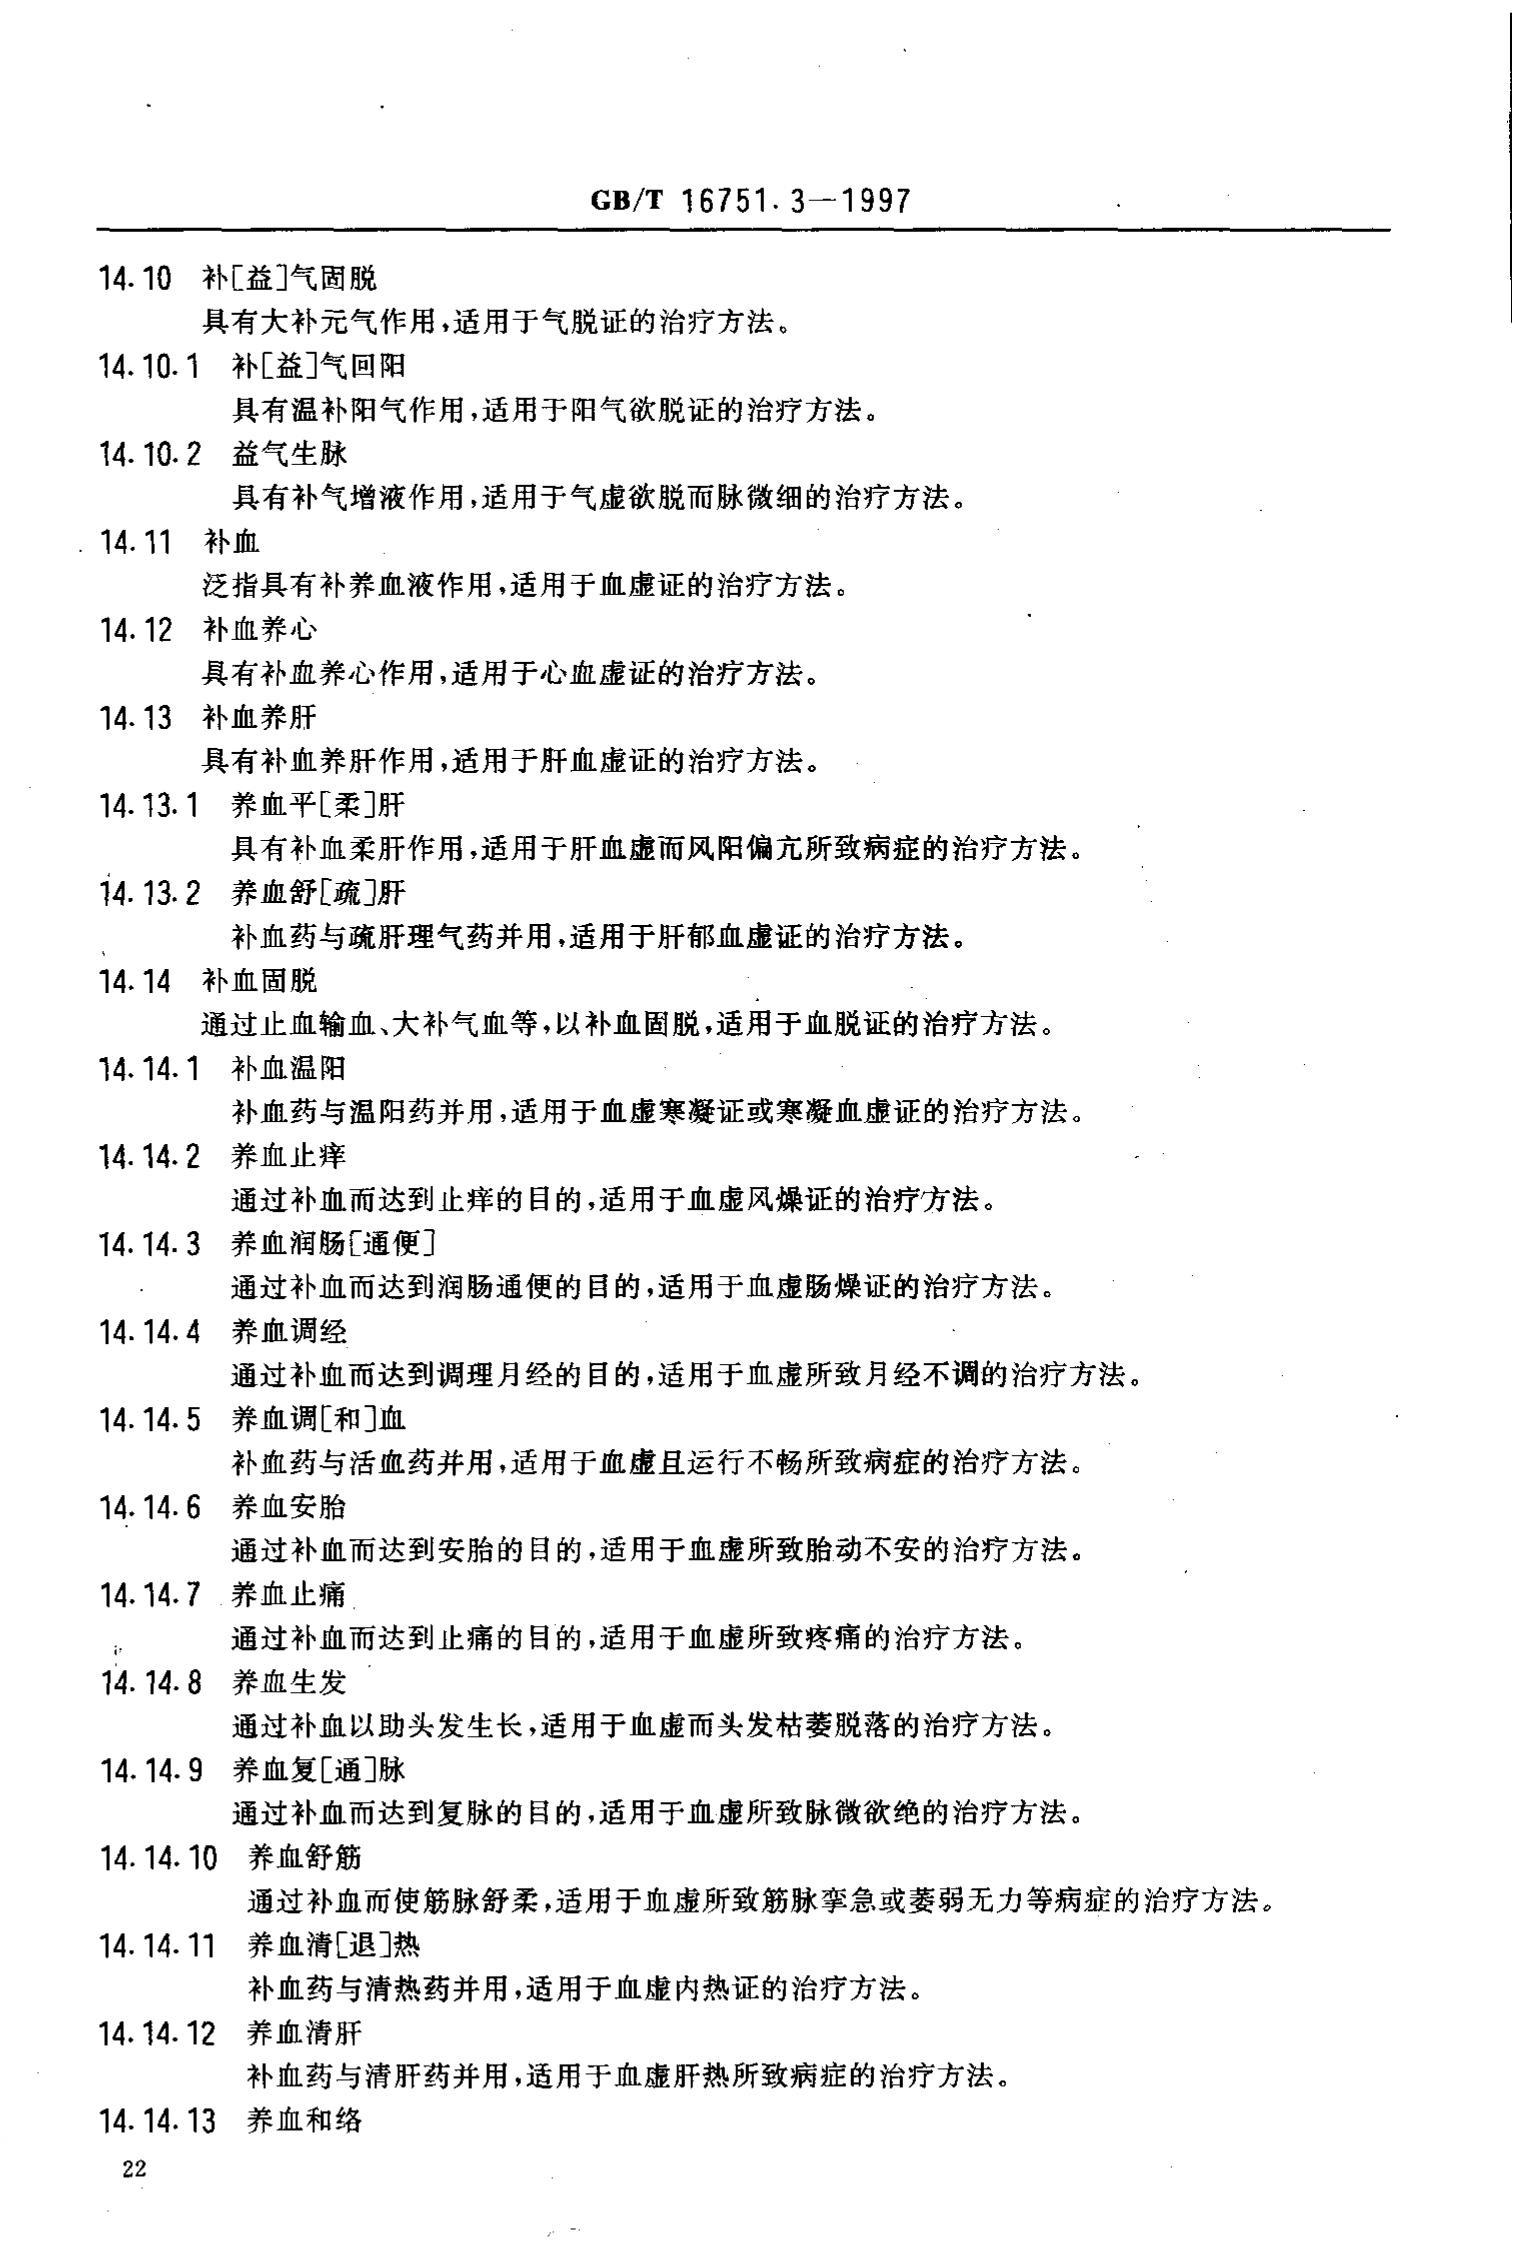 GB/T 16751.3—1997
14.10 补[益]气固脱
具有大补元气作用,适用于气脱证的治疗方法。
14.10.1 补[益]气回阳
具有温补阳气作用,适用于阳气欲脱证的治疗方法。
14.10.2 益气生脉
具有补气增液作用,适用于气虚欲脱而脉微细的治疗方法。
14.11 补血
泛指具有补养血液作用,适用于血虚证的治疗方法。
14.12 补血养心
具有补血养心作用,适用于心血虚证的治疗方法。
14.13 补血养肝
具有补血养肝作用,适用于肝血虚证的治疗方法。
14.13.1 养血平[柔]肝
具有补血柔肝作用,适用于肝血虚而风阳偏亢所致病症的治疗方法。
14.13.2 养血舒[疏]肝
补血药与疏肝理气药并用,适用于肝郁血虚证的治疗方法。
14.14 补血固脱
通过止血输血、大补气血等,以补血固脱,适用于血脱证的治疗方法。
14.14.1 补血温阳
补血药与温阳药并用,适用于血虚寒凝证或寒凝血虚证的治疗方法。
14.14.2 养血止痒
通过补血而达到止痒的目的,适用于血虚风燥证的治疗方法。
14.14.3 养血润肠[通便]
通过补血而达到润肠通便的目的,适用于血虚肠燥证的治疗方法。
14.14.4 养血调经
通过补血而达到调理月经的目的,适用于血虚所致月经不调的治疗方法。
14.14.5 养血调[和]血
补血药与活血药并用,适用于血虚且运行不畅所致病症的治疗方法。
14.14.6 养血安胎
通过补血而达到安胎的目的,适用于血虚所致胎动不安的治疗方法。
14.14.7 养血止痛
通过补血而达到止痛的目的,适用于血虚所致疼痛的治疗方法。
14.14.8 养血生发
通过补血以助头发生长,适用于血虚而头发枯萎脱落的治疗方法。
14.14.9 养血复[通]脉
通过补血而达到复脉的目的,适用于血虚所致脉微欲绝的治疗方法。
14.14.10 养血舒筋
通过补血而使筋脉舒柔,适用于血虚所致筋脉挛急或萎弱无力等病症的治疗方法。
14.14.11 养血清[退]热
补血药与清热药并用,适用于血虚内热证的治疗方法。
14.14.12 养血清肝
补血药与清肝药并用,适用于血虚肝热所致病症的治疗方法。
14.14.13 养血和络
22